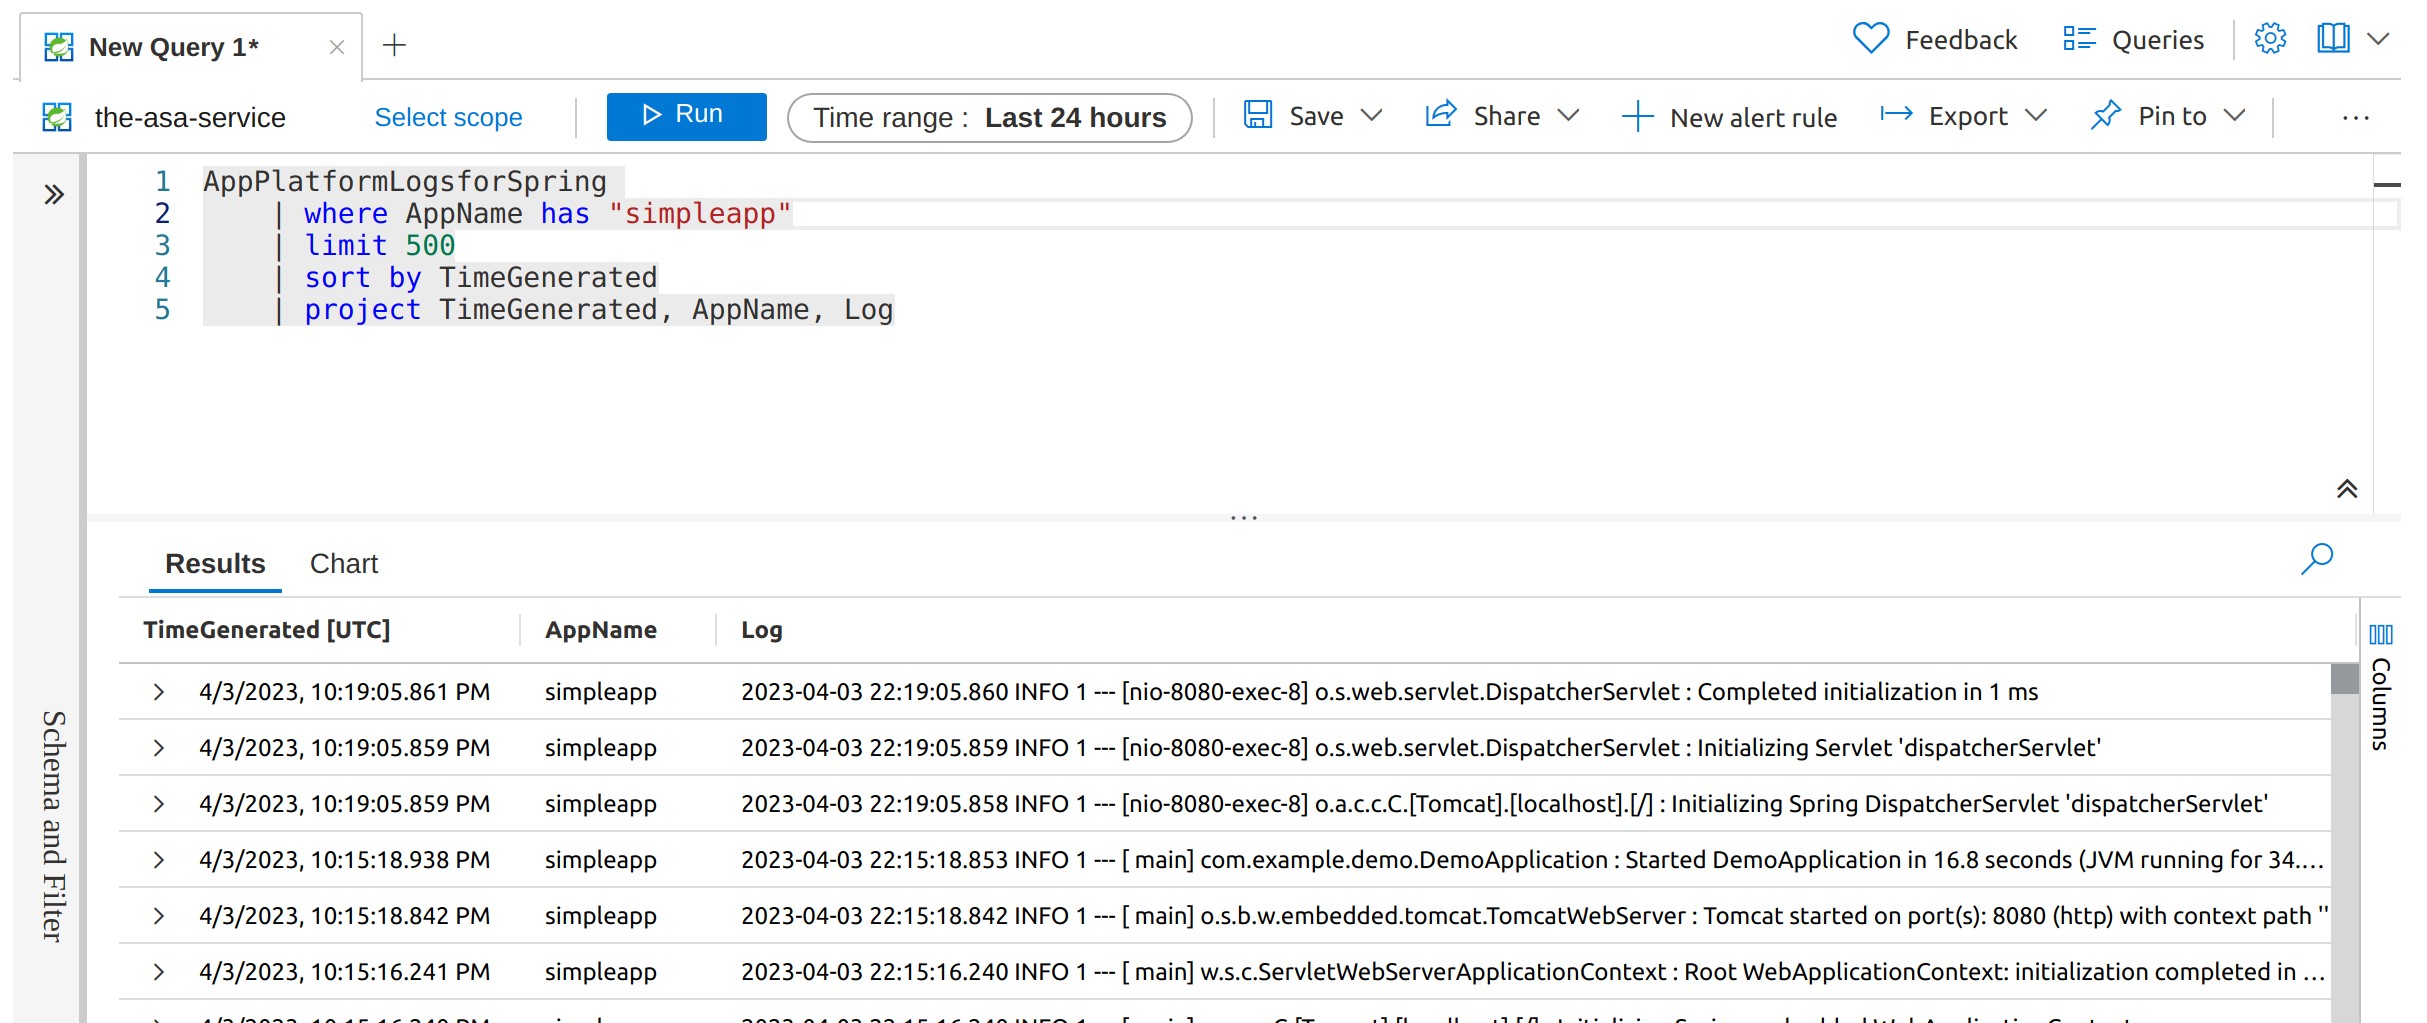 New Query 1*
Feedback
Queries
the-asa-service
Select scope
Run
Time range : Last 24 hours
Save
Share
New alert rule
Export
Pin to
1 AppPlatformLogsforSpring
2 | where AppName has "simpleapp"
3 | limit 500
4 | sort by TimeGenerated
5 | project TimeGenerated, AppName, Log
Schema and Filter
Results Chart
TimeGenerated [UTC] AppName Log
4/3/2023, 10:19:05.861 PM simpleapp 2023-04-03 22:19:05.860 INFO 1 --- [nio-8080-exec-8] o.s.web.servlet.DispatcherServlet : Completed initialization in 1 ms
4/3/2023, 10:19:05.859 PM simpleapp 2023-04-03 22:19:05.859 INFO 1 --- [nio-8080-exec-8] o.s.web.servlet.DispatcherServlet : Initializing Servlet 'dispatcherServlet'
4/3/2023, 10:19:05.859 PM simpleapp 2023-04-03 22:19:05.858 INFO 1 --- [nio-8080-exec-8] o.a.c.c.C.[Tomcat].[localhost].[/] : Initializing Spring DispatcherServlet 'dispatcherServlet'
4/3/2023, 10:15:18.938 PM simpleapp 2023-04-03 22:15:18.853 INFO 1 --- [ main] com.example.demo.DemoApplication : Started DemoApplication in 16.8 seconds (JVM running for 34....
4/3/2023, 10:15:18.842 PM simpleapp 2023-04-03 22:15:18.842 INFO 1 --- [ main] o.s.b.w.embedded.tomcat.TomcatWebServer : Tomcat started on port(s): 8080 (http) with context path ''
4/3/2023, 10:15:16.241 PM simpleapp 2023-04-03 22:15:16.240 INFO 1 --- [ main] w.s.c.ServletWebServerApplicationContext : Root WebApplicationContext: initialization completed in ...
Columns